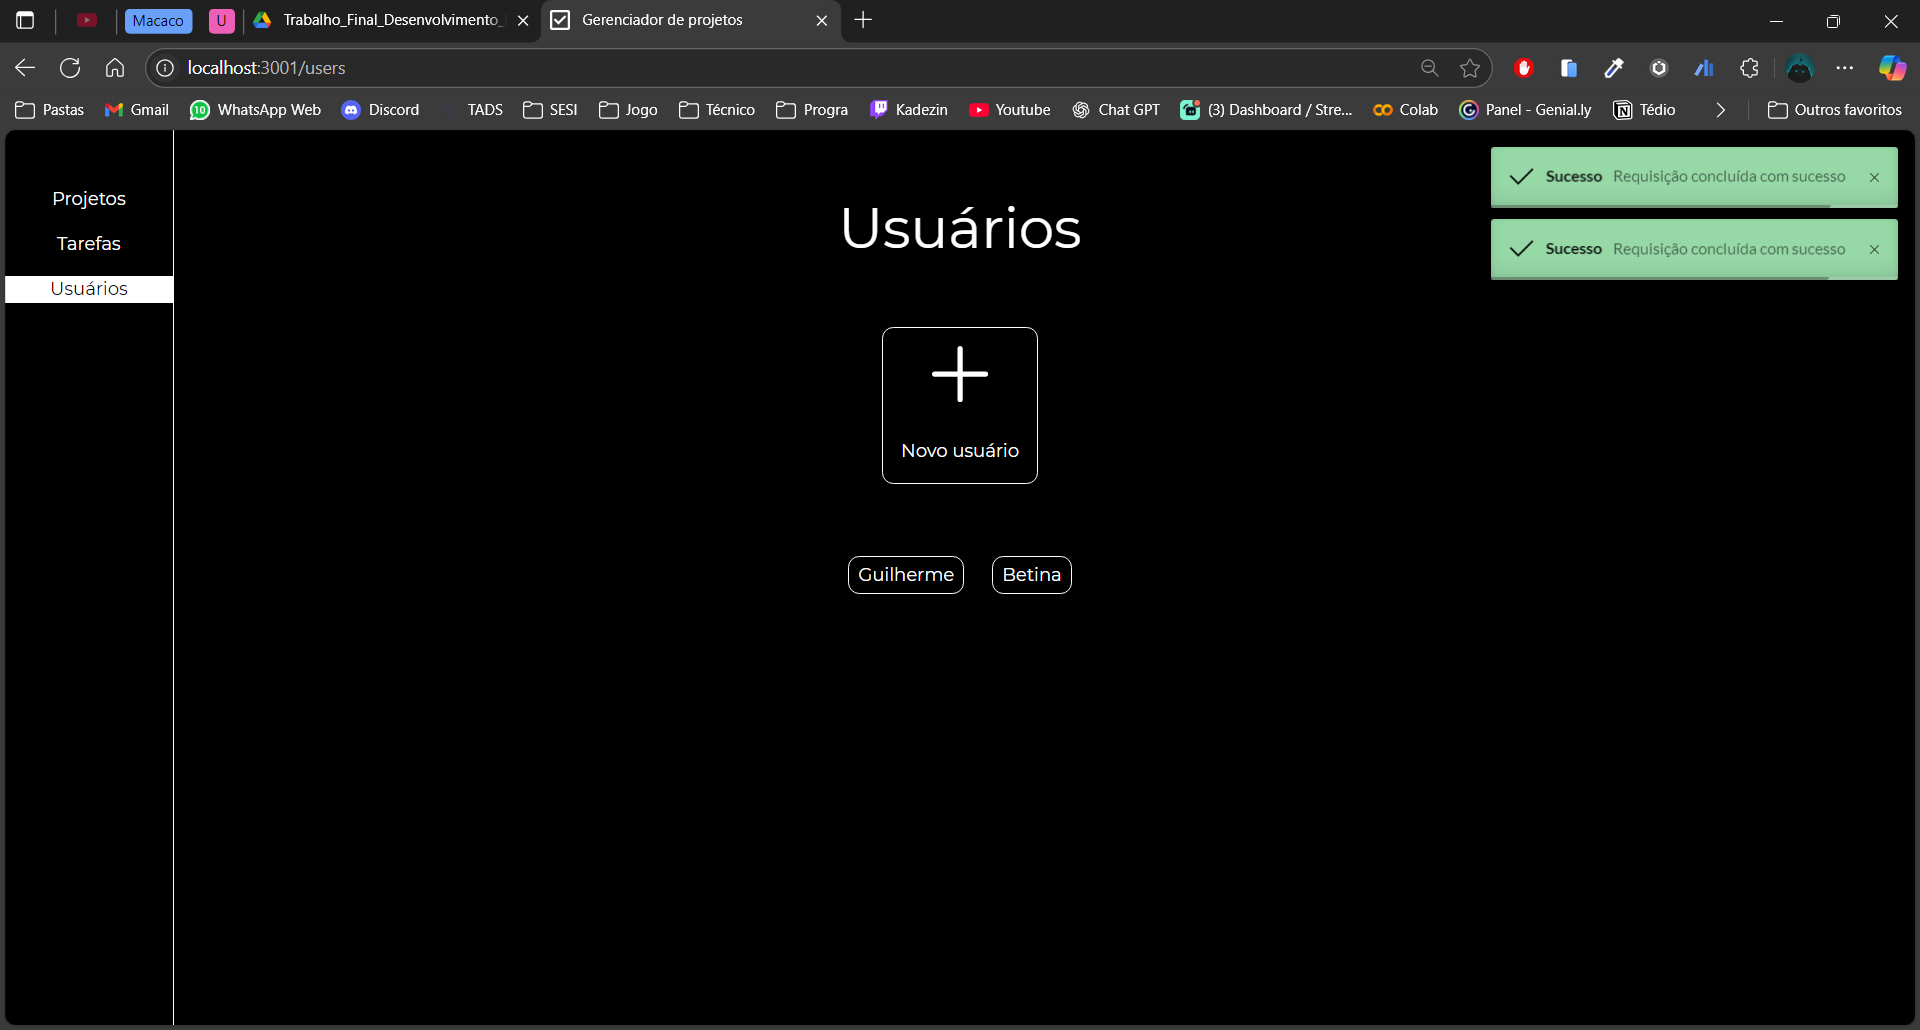 Macaco
U
Trabalho_Final_Desenvolvimento_
Gerenciador de projetos
localhost:3001/users
Pastas
Gmail
10
WhatsApp Web
Discord
TADS
SESI
Jogo
Técnico
Progra
Kadezin
Youtube
Chat GPT
(3) Dashboard / Stre...
Colab
Panel - Genial.ly
Tédio
Outros favoritos
Projetos
Tarefas
Usuários
Usuários
Novo usuário
Guilherme
Betina
Sucesso Requisição concluída com sucesso
Sucesso Requisição concluída com sucesso